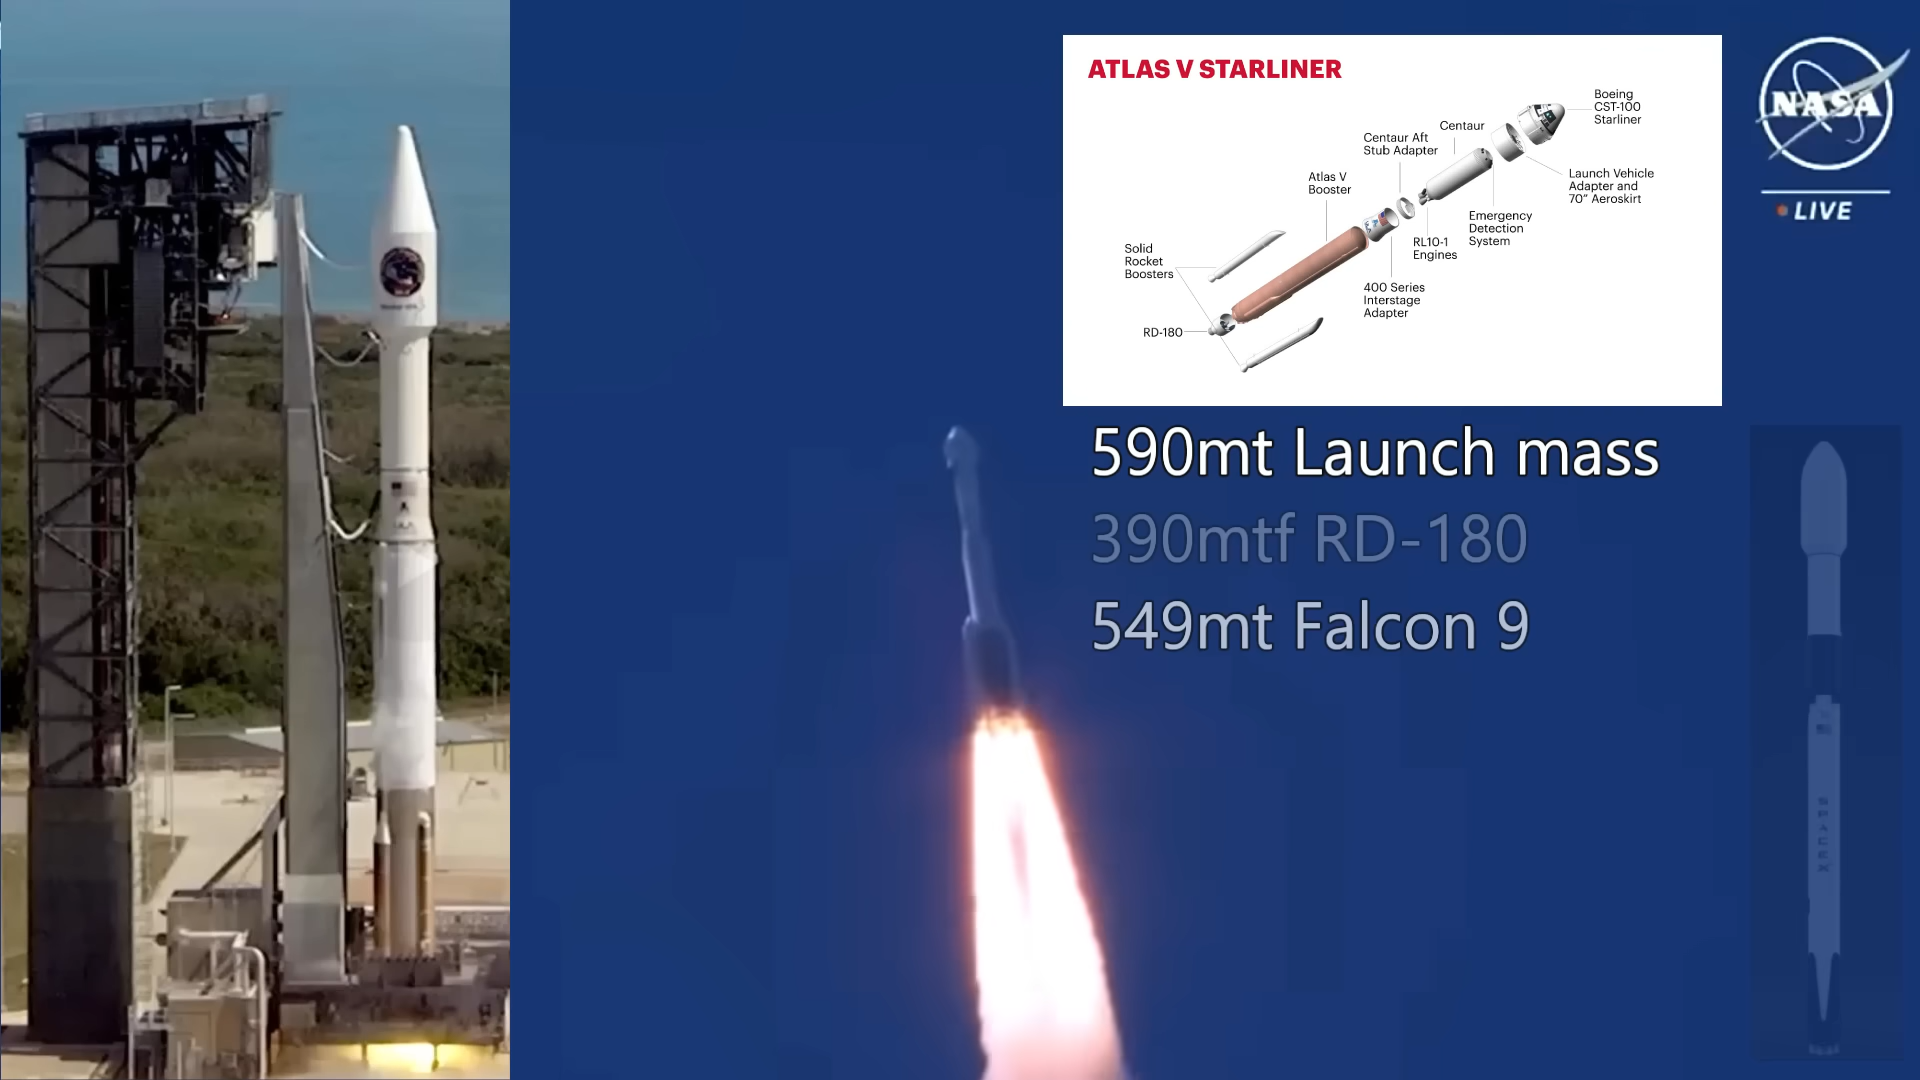 ATLAS V STARLINER
Boeing
CST-100
Starliner
Centaur
Centaur Aft
Stub Adapter
Launch Vehicle
Adapter and
70" Aeroskirt
Atlas V
Booster
Emergency
Detection
System
RL10-1
Engines
Solid
Rocket
Boosters
400 Series
Interstage
Adapter
RD-180
NASA
LIVE
590mt Launch mass
390mtf RD-180
549mt Falcon 9
SPACEX